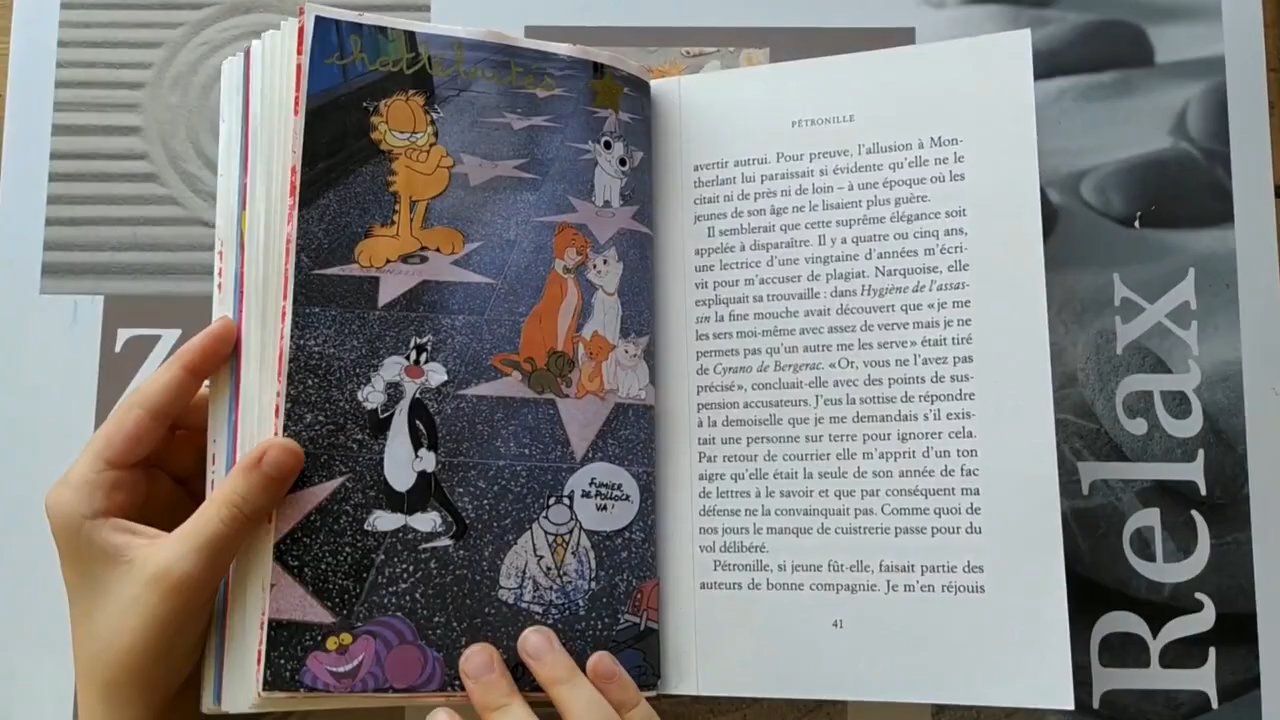 chattelaités
FUMIER
DE POLLOCK,
VA !
PÉTRONILLE
avertir autrui. Pour preuve, l'allusion à Mon-
therlant lui paraissait si évidente qu'elle ne le
citait ni de près ni de loin – à une époque où les
jeunes de son âge ne le lisaient plus guère.
Il semblerait que cette suprême élégance soit
appelée à disparaître. Il y a quatre ou cinq ans,
une lectrice d'une vingtaine d'années m'écri-
vit pour m'accuser de plagiat. Narquoise, elle
expliquait sa trouvaille : dans Hygiène de l'assas-
sin la fine mouche avait découvert que « je me
les sers moi-même avec assez de verve mais je ne
permets pas qu'un autre me les serve » était tiré
de Cyrano de Bergerac. « Or, vous ne l'avez pas
précisé », concluait-elle avec des points de sus-
pension accusateurs. J'eus la sottise de répondre
à la demoiselle que je me demandais s'il exis-
tait une personne sur terre pour ignorer cela.
Par retour de courrier elle m'apprit d'un ton
aigre qu'elle était la seule de son année de fac
de lettres à le savoir et que par conséquent ma
défense ne la convainquait pas. Comme quoi de
nos jours le manque de cuistrerie passe pour du
vol délibéré.
Pétronille, si jeune fût-elle, faisait partie des
auteurs de bonne compagnie. Je m'en réjouis
41
Z
Relax